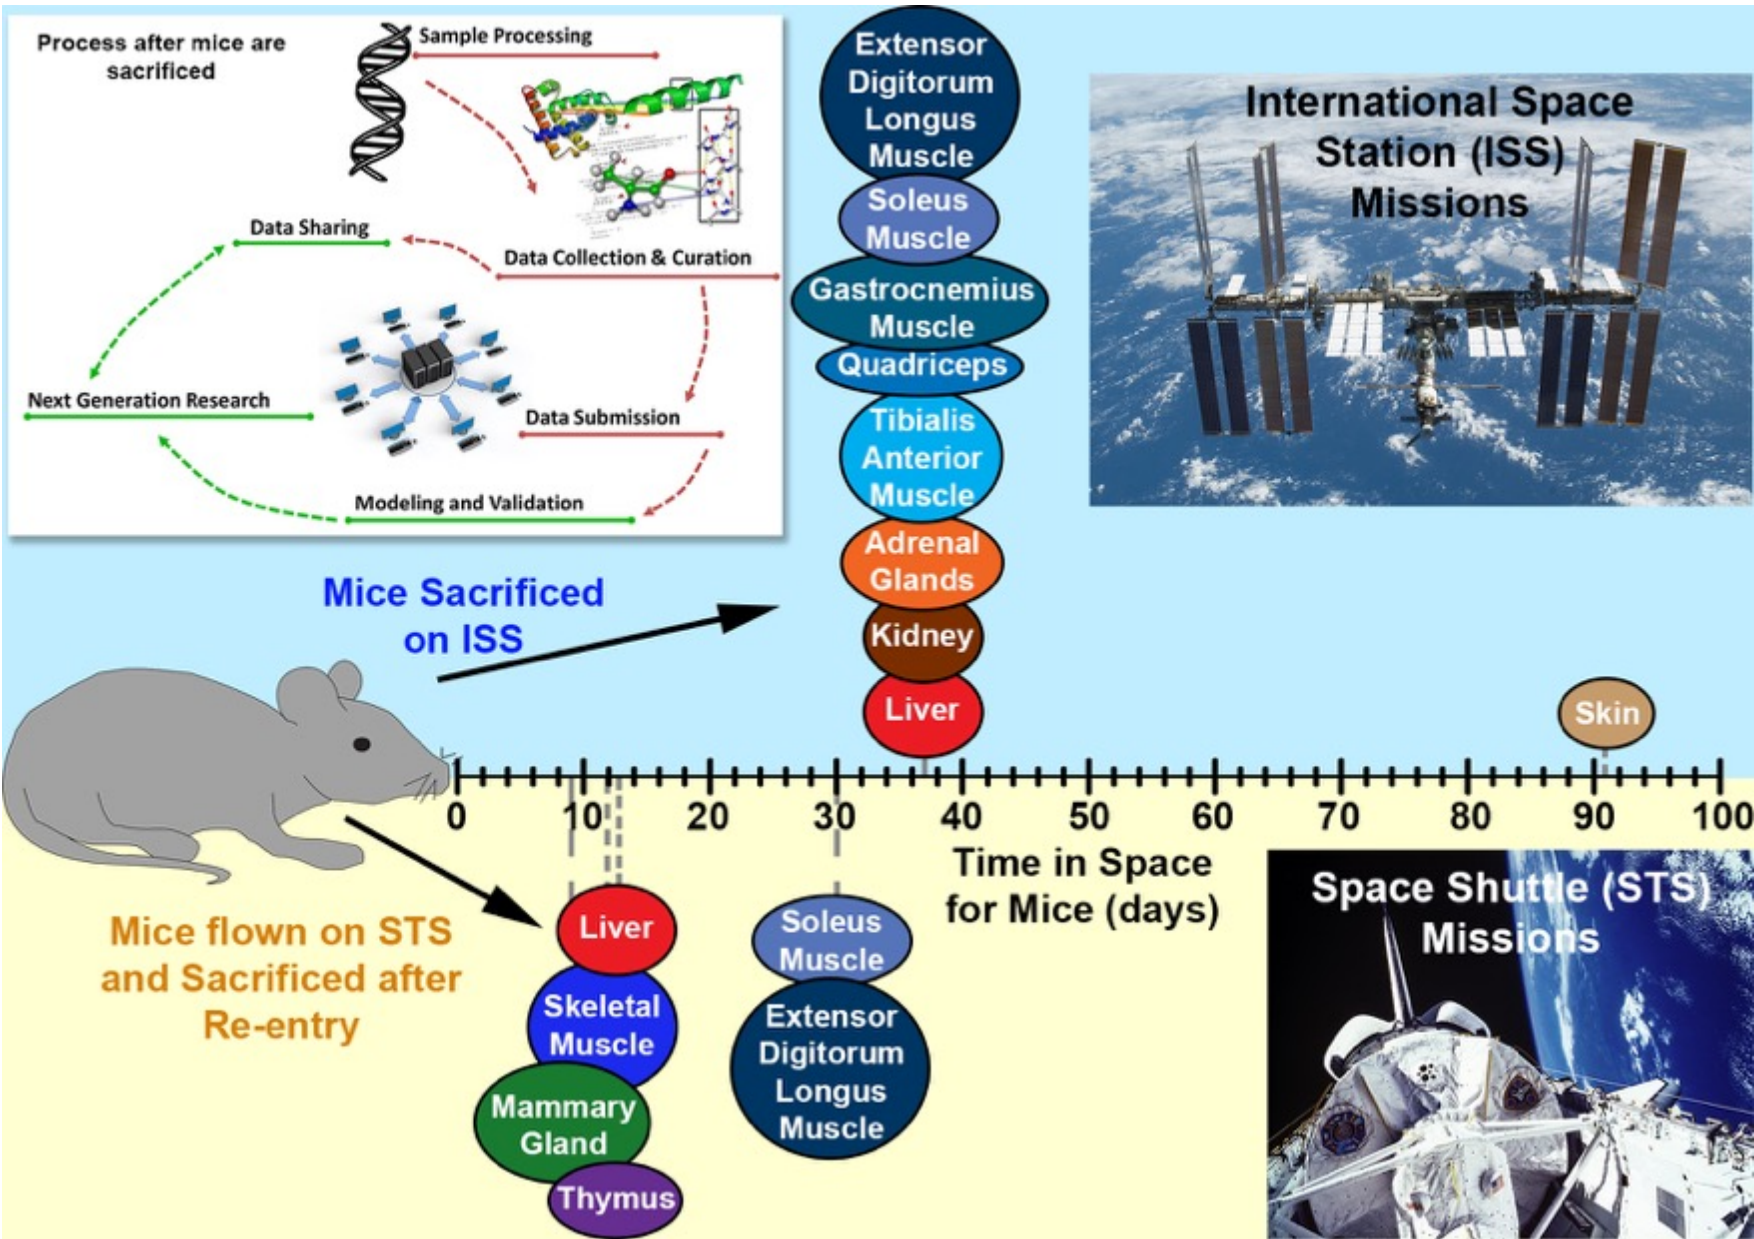 Process after mice are
sacrificed
Sample Processing
Data Sharing
Data Collection & Curation
Next Generation Research
Data Submission
Modeling and Validation
Extensor
Digitorum
Longus
Muscle
Soleus
Muscle
Gastrocnemius
Muscle
Quadriceps
Tibialis
Anterior
Muscle
Adrenal
Glands
Kidney
Liver
International Space
Station (ISS)
Missions
Mice Sacrificed
on ISS
Skin
0 10 20 30 40 50 60 70 80 90 100
Time in Space
for Mice (days)
Mice flown on STS
and Sacrificed after
Re-entry
Liver
Skeletal
Muscle
Mammary
Gland
Thymus
Soleus
Muscle
Extensor
Digitorum
Longus
Muscle
Space Shuttle (STS)
Missions